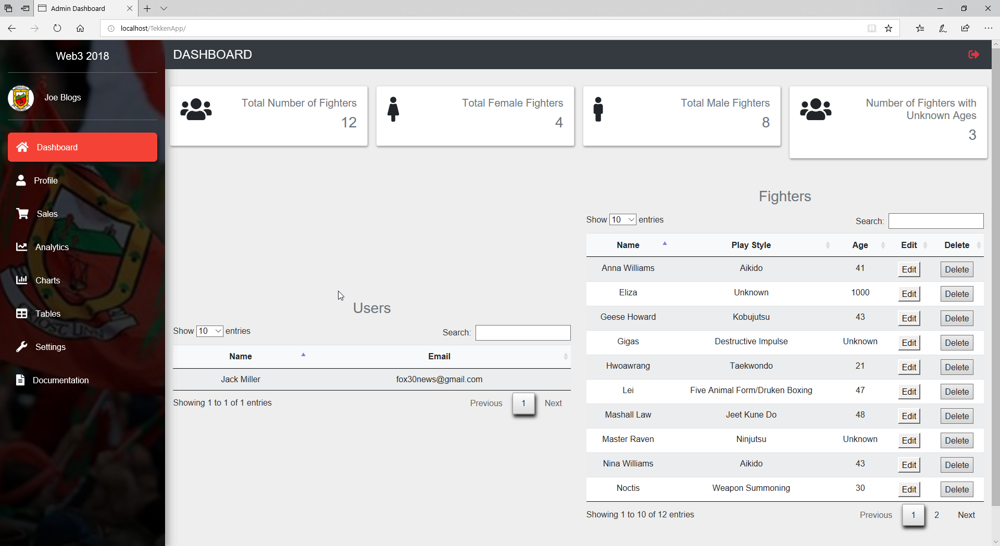 Admin Dashboard
localhost/TekkenApp/
Web3 2018
Joe Blogs
Dashboard
Profile
Sales
Analytics
Charts
Tables
Settings
Documentation
DASHBOARD
Total Number of Fighters
12
Total Female Fighters
4
Total Male Fighters
8
Number of Fighters with
Unknown Ages
3
Users
Show 10 entries
Search:
Name Email
Jack Miller fox30news@gmail.com
Showing 1 to 1 of 1 entries
Previous 1 Next
Fighters
Show 10 entries
Search:
Name Play Style Age Edit Delete
Anna Williams Aikido 41 Edit Delete
Eliza Unknown 1000 Edit Delete
Geese Howard Kobujutsu 43 Edit Delete
Gigas Destructive Impulse Unknown Edit Delete
Hwoawrang Taekwondo 21 Edit Delete
Lei Five Animal Form/Druken Boxing 47 Edit Delete
Mashall Law Jeet Kune Do 48 Edit Delete
Master Raven Ninjutsu Unknown Edit Delete
Nina Williams Aikido 43 Edit Delete
Noctis Weapon Summoning 30 Edit Delete
Showing 1 to 10 of 12 entries
Previous 1 2 Next